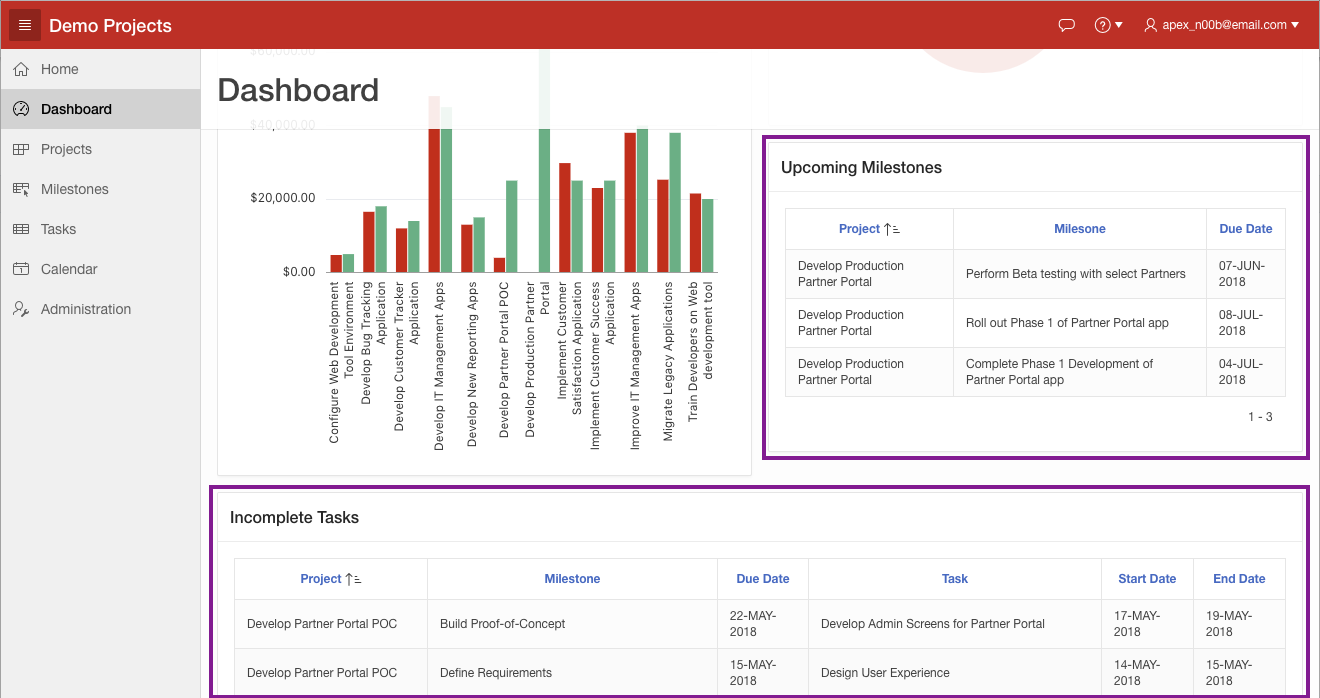 Demo Projects
apex_n00b@email.com
Home
Dashboard
Projects
Milestones
Tasks
Calendar
Administration
Dashboard
$60,000.00
$40,000.00
$20,000.00
$0.00
Configure Web Development
Tool Environment
Develop Bug Tracking
Application
Develop Customer Tracker
Application
Develop IT Management Apps
Develop New Reporting Apps
Develop Partner Portal POC
Develop Production Partner
Portal
Implement Customer
Satisfaction Application
Implement Customer Success
Application
Improve IT Management Apps
Migrate Legacy Applications
Train Developers on Web
development tool
Upcoming Milestones
Project Milesone Due Date
Develop Production
Partner Portal
Perform Beta testing with select Partners
07-JUN-
2018
Develop Production
Partner Portal
Roll out Phase 1 of Partner Portal app
08-JUL-
2018
Develop Production
Partner Portal
Complete Phase 1 Development of
Partner Portal app
04-JUL-
2018
1 - 3
Incomplete Tasks
Project Milestone Due Date Task Start Date End Date
Develop Partner Portal POC
Build Proof-of-Concept
22-MAY-
2018
Develop Admin Screens for Partner Portal
17-MAY-
2018
19-MAY-
2018
Develop Partner Portal POC
Define Requirements
15-MAY-
2018
Design User Experience
14-MAY-
2018
15-MAY-
2018